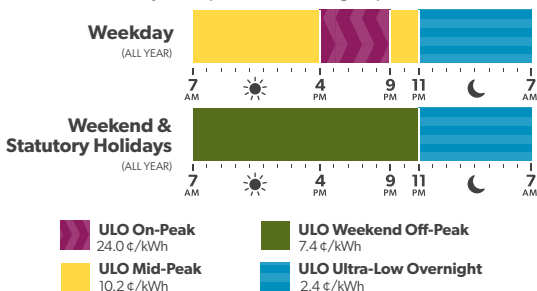 Weekday
(ALL YEAR)
7 4 9 11 7
AM PM PM PM AM
Weekend &
Statutory Holidays
(ALL YEAR)
7 4 9 11 7
AM PM PM PM AM
ULO On-Peak
24.0 ¢/kWh
ULO Weekend Off-Peak
7.4 ¢/kWh
ULO Mid-Peak
10.2 ¢/kWh
ULO Ultra-Low Overnight
2.4 ¢/kWh